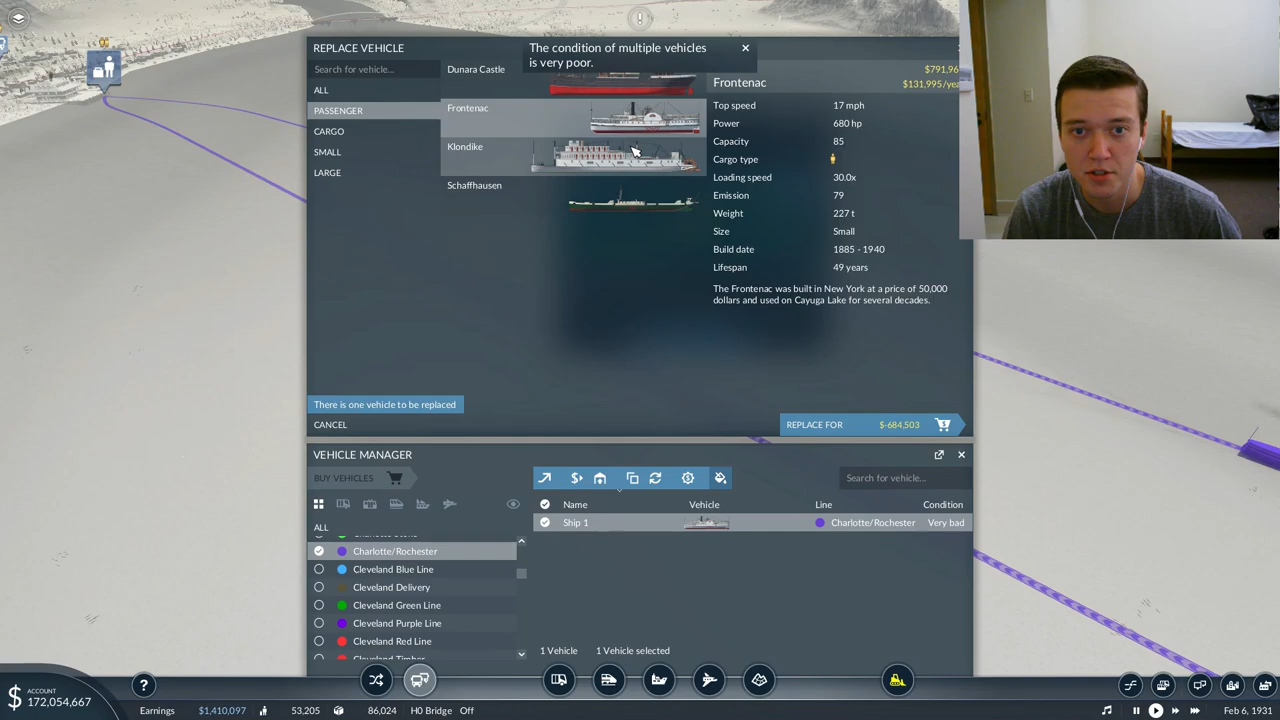 REPLACE VEHICLE
The condition of multiple vehicles
is very poor.
Search for vehicle...
ALL
PASSENGER
CARGO
SMALL
LARGE
Dunara Castle
Frontenac
Klondike
Schaffhausen
$791,96
Frontenac
$131,995/yea
Top speed 17 mph
Power 680 hp
Capacity 85
Cargo type
Loading speed 30.0x
Emission 79
Weight 227 t
Size Small
Build date 1885 - 1940
Lifespan 49 years
The Frontenac was built in New York at a price of 50,000
dollars and used on Cayuga Lake for several decades.
There is one vehicle to be replaced
CANCEL
REPLACE FOR $-684,503
VEHICLE MANAGER
BUY VEHICLES
Search for vehicle...
ALL
Charlotte/Rochester
Cleveland Blue Line
Cleveland Delivery
Cleveland Green Line
Cleveland Purple Line
Cleveland Red Line
Cleveland Timber
Name Vehicle Line Condition
Ship 1 Charlotte/Rochester Very bad
1 Vehicle 1 Vehicle selected
$ ACCOUNT
172,054,667
?
Earnings $1,410,097 53,205 86,024 H0 Bridge Off
Feb 6, 1931